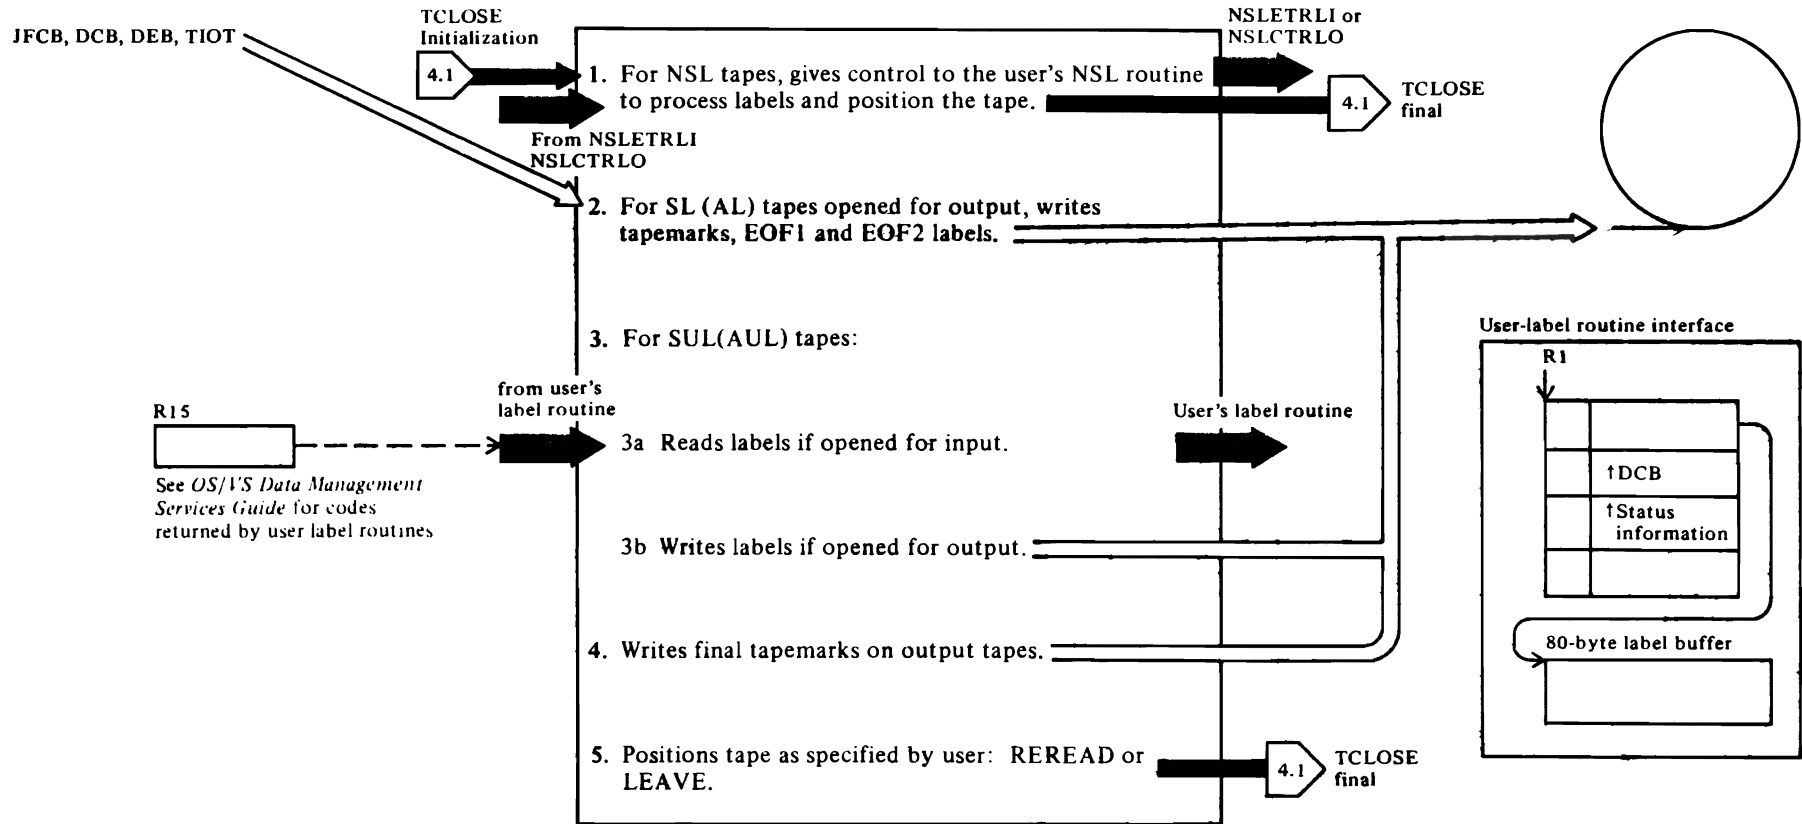 JFCB, DCB, DEB, TIOT
TCLOSE
Initialization
4.1
NSLETRLI or
NSLCTRLO
1. For NSL tapes, gives control to the user's NSL routine
to process labels and position the tape.
4.1
TCLOSE
final
From NSLETRLI
NSLCTRLO
2. For SL (AL) tapes opened for output, writes
tapemarks, EOF1 and EOF2 labels.
3. For SUL(AUL) tapes:
from user's
label routine
R15
See OS/VS Data Management
Services Guide for codes
returned by user label routines
3a Reads labels if opened for input.
User's label routine
3b Writes labels if opened for output.
4. Writes final tapemarks on output tapes.
5. Positions tape as specified by user: REREAD or
LEAVE.
4.1
TCLOSE
final
User-label routine interface
R1
↑DCB
↑Status
information
80-byte label buffer